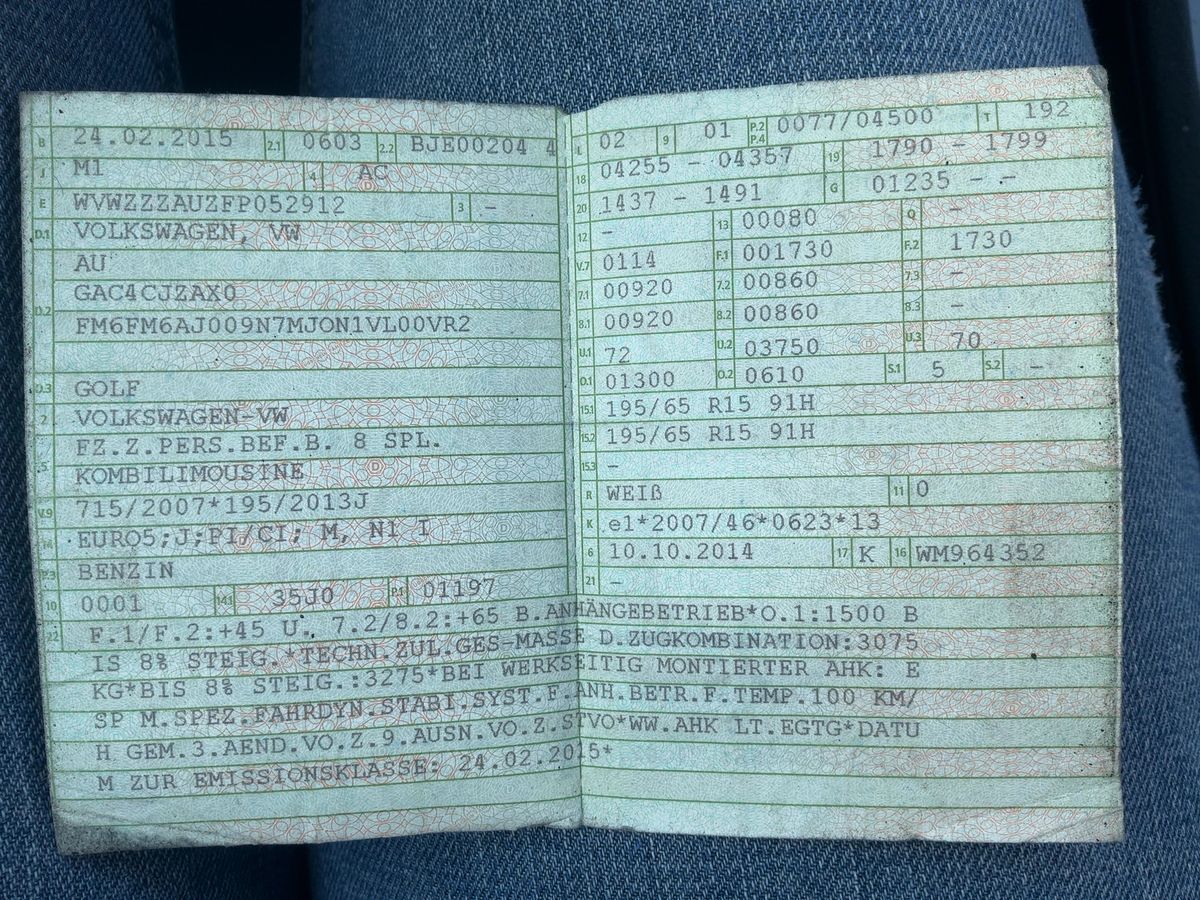 B 24.02.2015 2.1 0603 2.2 BJE00204 4
J M1 4 AC
E WVWZZZAUZFP052912 3 –
D.1 VOLKSWAGEN, VW
AU
D.2 GAC4CJZAX0
FM6FM6AJ009N7MJON1VL00VR2
D.3 GOLF
2 VOLKSWAGEN-VW
FZ.Z.PERS.BEF.B. 8 SPL.
5 KOMBILIMOUSINE
V.9 715/2007*195/2013J
14 EURO5;J;PI/CI; M, N1 I
P.3 BENZIN
10 0001 14.1 35J0 P.1 01197
L 02 9 01 P.2 P.4 0077/04500 T 192
18 04255 - 04357 19 1790 - 1799
20 1437 - 1491 G 01235 - -
12 – 13 00080 Q –
V.7 0114 F.1 001730 F.2 1730
7.1 00920 7.2 00860 7.3 –
8.1 00920 8.2 00860 8.3 –
U.1 72 U.2 03750 U.3 70
O.1 01300 O.2 0610 S.1 5 S.2 –
15.1 195/65 R15 91H
15.2 195/65 R15 91H
15.3 –
R WEIß 11 0
K e1*2007/46*0623*13
6 10.10.2014 17 K 16 WM964352
21 –
22 F.1/F.2:+45 U. 7.2/8.2:+65 B.ANHÄNGEBETRIEB*O.1:1500 B
IS 8% STEIG.*TECHN.ZUL.GES-MASSE D.ZUGKOMBINATION:3075
KG*BIS 8% STEIG.:3275*BEI WERKSEITIG MONTIERTER AHK: E
SP M.SPEZ.FAHRDYN.STABI.SYST.F.ANH.BETR.F.TEMP.100 KM/
H GEM.3.AEND.VO.Z.9.AUSN.VO.Z.STVO*WW.AHK LT.EGTG*DATU
M ZUR EMISSIONSKLASSE: 24.02.2015*